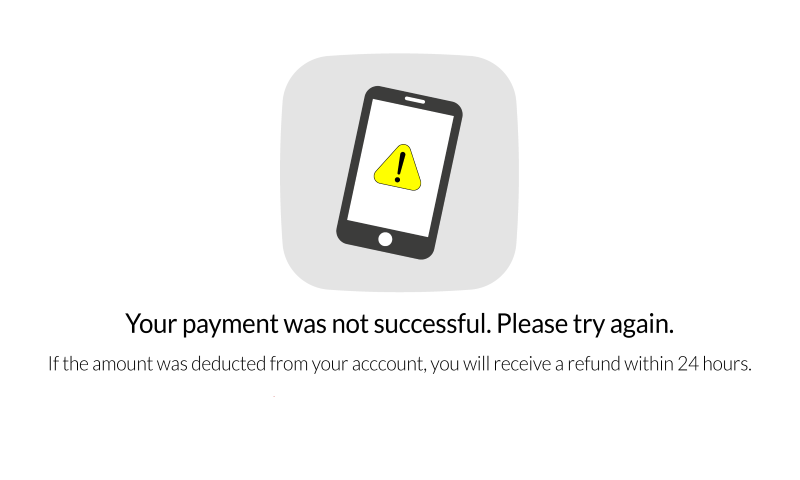 Your payment was not successful. Please try again.
If the amount was deducted from your acccount, you will receive a refund within 24 hours.